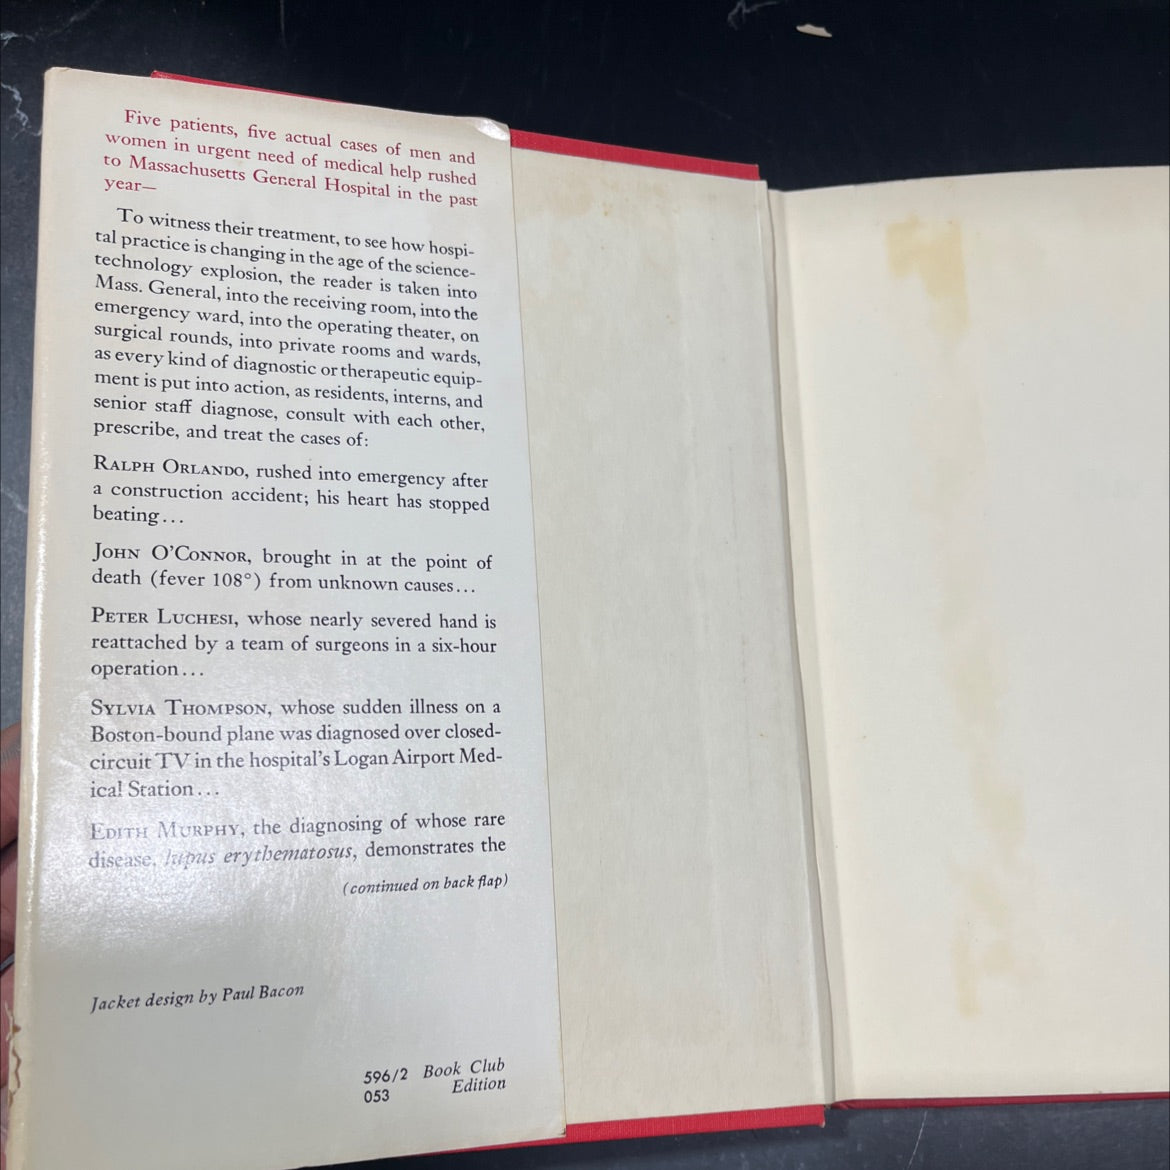 Five patients, five actual cases of men and
women in urgent need of medical help rushed
to Massachusetts General Hospital in the past
year—
To witness their treatment, to see how hospi-
tal practice is changing in the age of the science-
technology explosion, the reader is taken into
Mass. General, into the receiving room, into the
emergency ward, into the operating theater, on
surgical rounds, into private rooms and wards,
as every kind of diagnostic or therapeutic equip-
ment is put into action, as residents, interns, and
senior staff diagnose, consult with each other,
prescribe, and treat the cases of:
RALPH ORLANDO, rushed into emergency after
a construction accident; his heart has stopped
beating...
JOHN O'CONNOR, brought in at the point of
death (fever 108°) from unknown causes...
PETER LUCHESI, whose nearly severed hand is
reattached by a team of surgeons in a six-hour
operation...
SYLVIA THOMPSON, whose sudden illness on a
Boston-bound plane was diagnosed over closed-
circuit TV in the hospital's Logan Airport Med-
ical Station...
EDITH MURPHY, the diagnosing of whose rare
disease, lupus erythematosus, demonstrates the
(continued on back flap)
Jacket design by Paul Bacon
596/2 Book Club
053 Edition